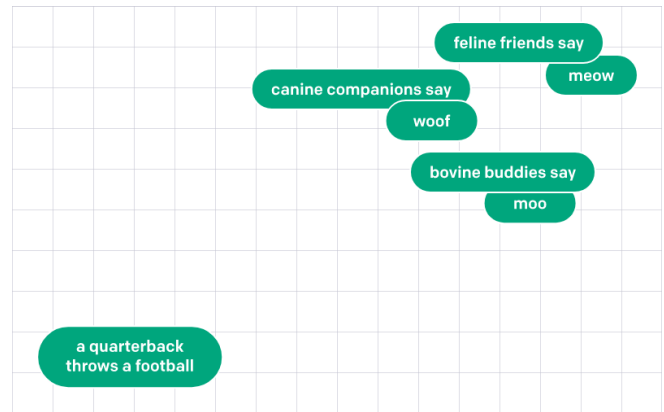 feline friends say
meow
canine companions say
woof
bovine buddies say
moo
a quarterback
throws a football